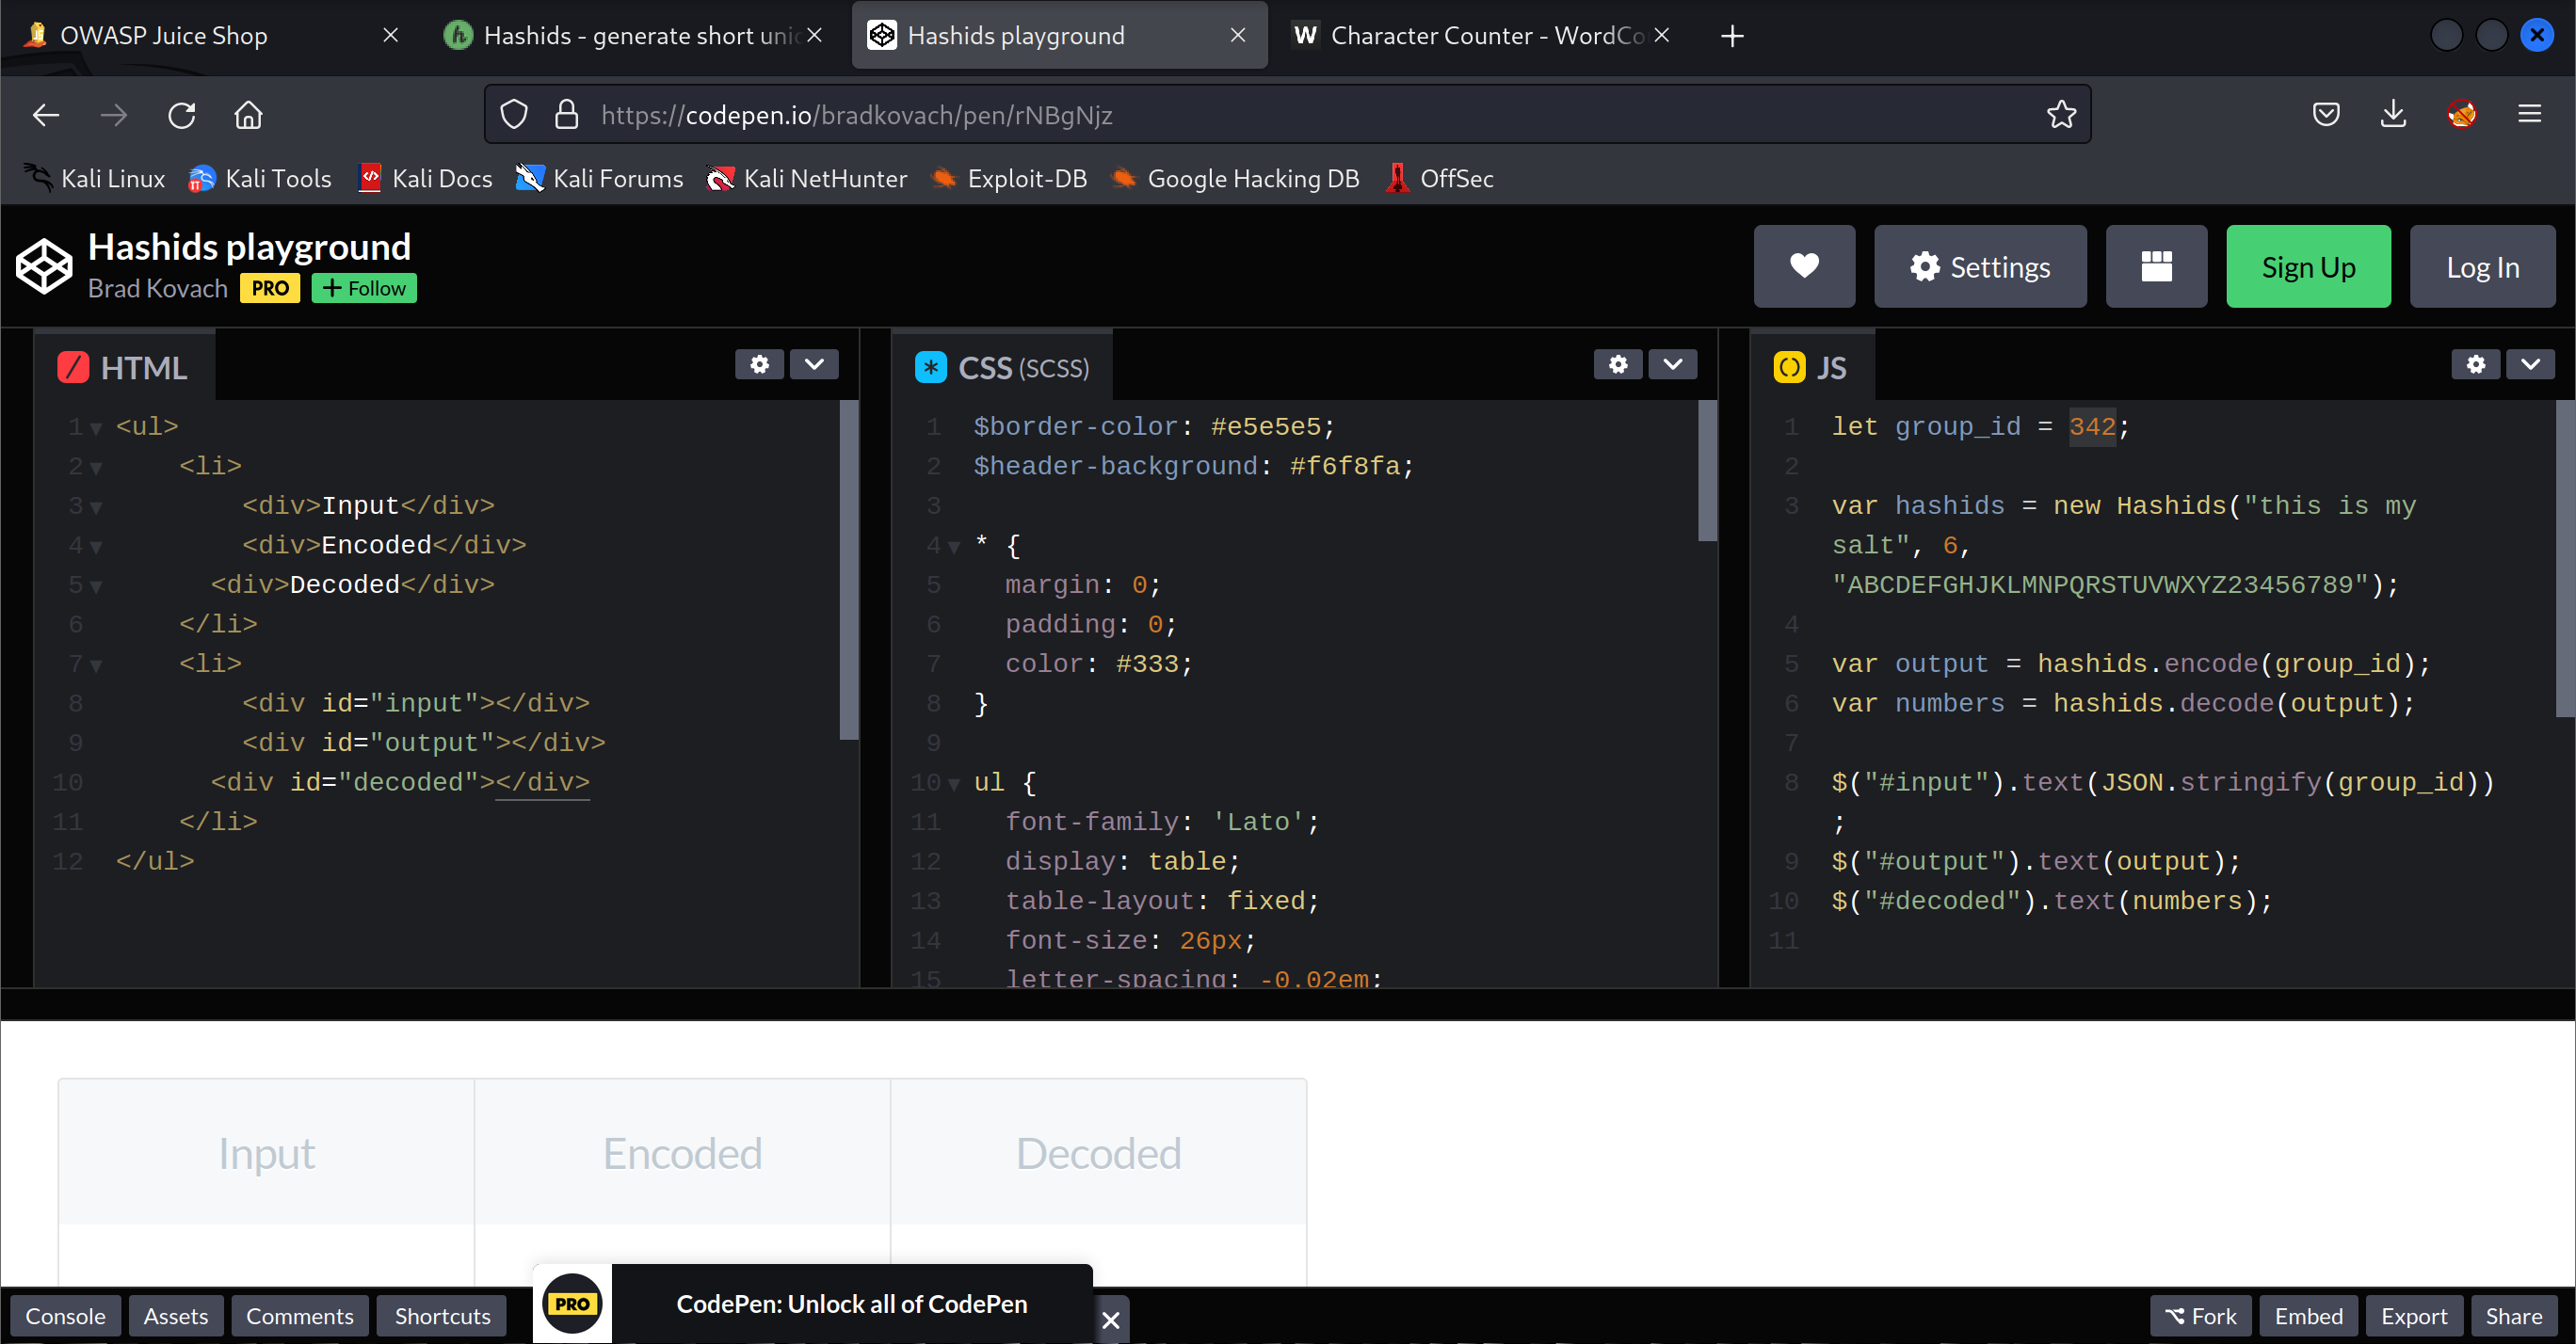 OWASP Juice Shop
Hashids - generate short uni
Hashids playground
Character Counter - WordCo
https://codepen.io/bradkovach/pen/rNBgNjz
Kali Linux Kali Tools Kali Docs Kali Forums Kali NetHunter Exploit-DB Google Hacking DB OffSec
Hashids playground
Brad Kovach PRO + Follow
Settings Sign Up Log In
HTML
1 <ul>
2 <li>
3 <div>Input</div>
4 <div>Encoded</div>
5 <div>Decoded</div>
6 </li>
7 <li>
8 <div id="input"></div>
9 <div id="output"></div>
10 <div id="decoded"></div>
11 </li>
12 </ul>
CSS (SCSS)
1 $border-color: #e5e5e5;
2 $header-background: #f6f8fa;
3
4 * {
5 margin: 0;
6 padding: 0;
7 color: #333;
8 }
9
10 ul {
11 font-family: 'Lato';
12 display: table;
13 table-layout: fixed;
14 font-size: 26px;
15 letter-spacing: -0.02em;
JS
1 let group_id = 342;
2
3 var hashids = new Hashids("this is my
salt", 6,
"ABCDEFGHJKLMNPQRSTUVWXYZ23456789");
4
5 var output = hashids.encode(group_id);
6 var numbers = hashids.decode(output);
7
8 $("#input").text(JSON.stringify(group_id))
;
9 $("#output").text(output);
10 $("#decoded").text(numbers);
11
Input Encoded Decoded
PRO CodePen: Unlock all of CodePen
Console Assets Comments Shortcuts
Fork Embed Export Share